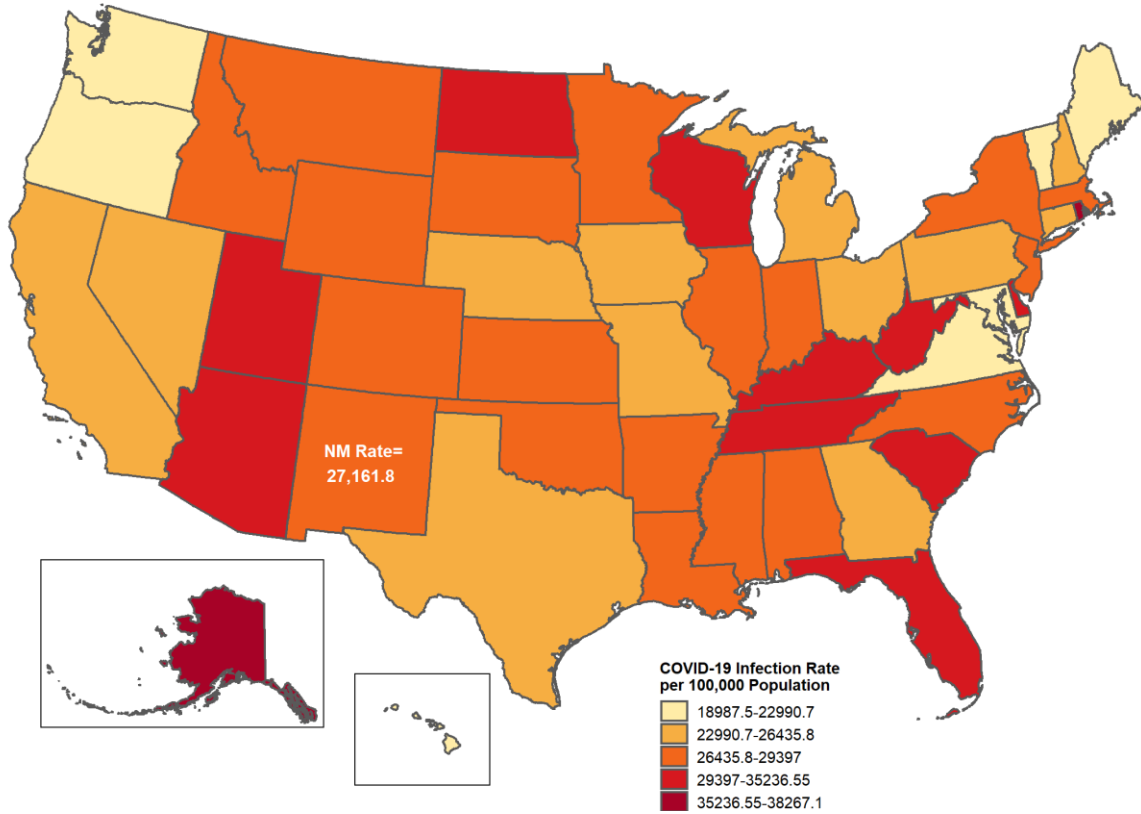 NM Rate=
27,161.8
COVID-19 Infection Rate
per 100,000 Population
18987.5-22990.7
22990.7-26435.8
26435.8-29397
29397-35236.55
35236.55-38267.1